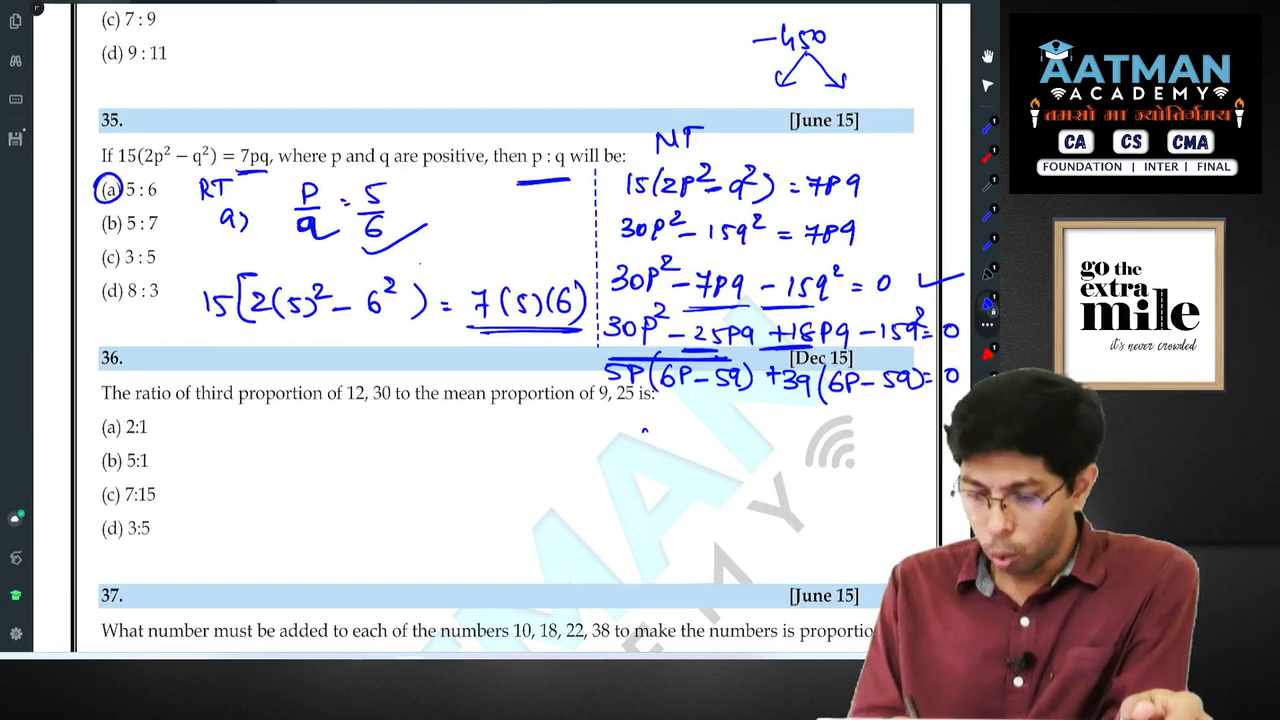 (c) 7 : 9
(d) 9 : 11
-450
35. [June 15]
If 15(2p² − q²) = 7pq, where p and q are positive, then p : q will be:
(a) 5 : 6
(b) 5 : 7
(c) 3 : 5
(d) 8 : 3
RT
a) P/q = 5/6
15[2(5)² − 6²) = 7(5)(6)
MT
15(2P² − q²) = 7Pq
30P² − 15q² = 7Pq
30P² − 7Pq − 15q² = 0
30P² − 25Pq + 18Pq − 15q² = 0
5P(6P − 5q) + 3q(6P − 5q) = 0
36. [Dec 15]
The ratio of third proportion of 12, 30 to the mean proportion of 9, 25 is:
(a) 2:1
(b) 5:1
(c) 7:15
(d) 3:5
37. [June 15]
What number must be added to each of the numbers 10, 18, 22, 38 to make the numbers is proportio
AATMAN
ACADEMY
तमसो मा ज्योतिर्गमय
CA CS CMA
FOUNDATION | INTER | FINAL
go the
extra
mile
it's never crowded